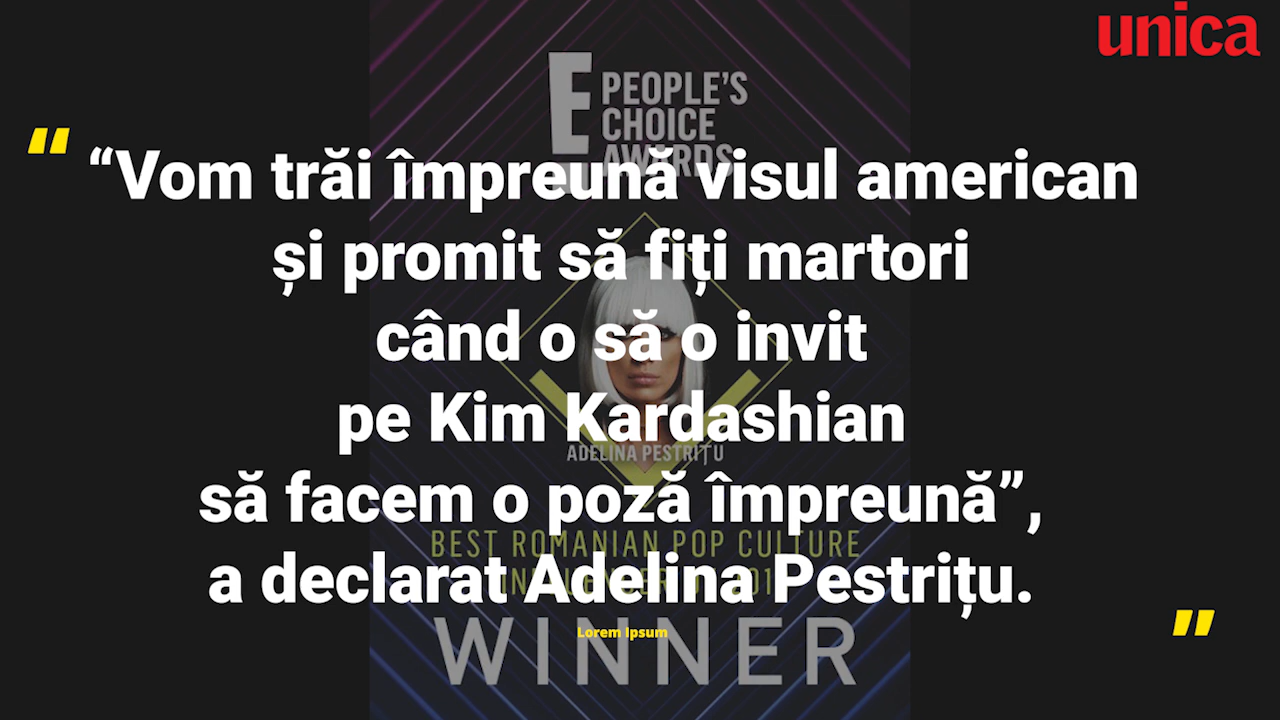 unica
E PEOPLE'S
CHOICE
AWARDS
"
“Vom trăi împreună visul american
și promit să fiți martori
când o să o invit
pe Kim Kardashian
ADELINA PESTRIȚU
să facem o poză împreună”,
BEST ROMANIAN POP CULTURE
a declarat Adelina Pestrițu.
"
Lorem Ipsum
WINNER